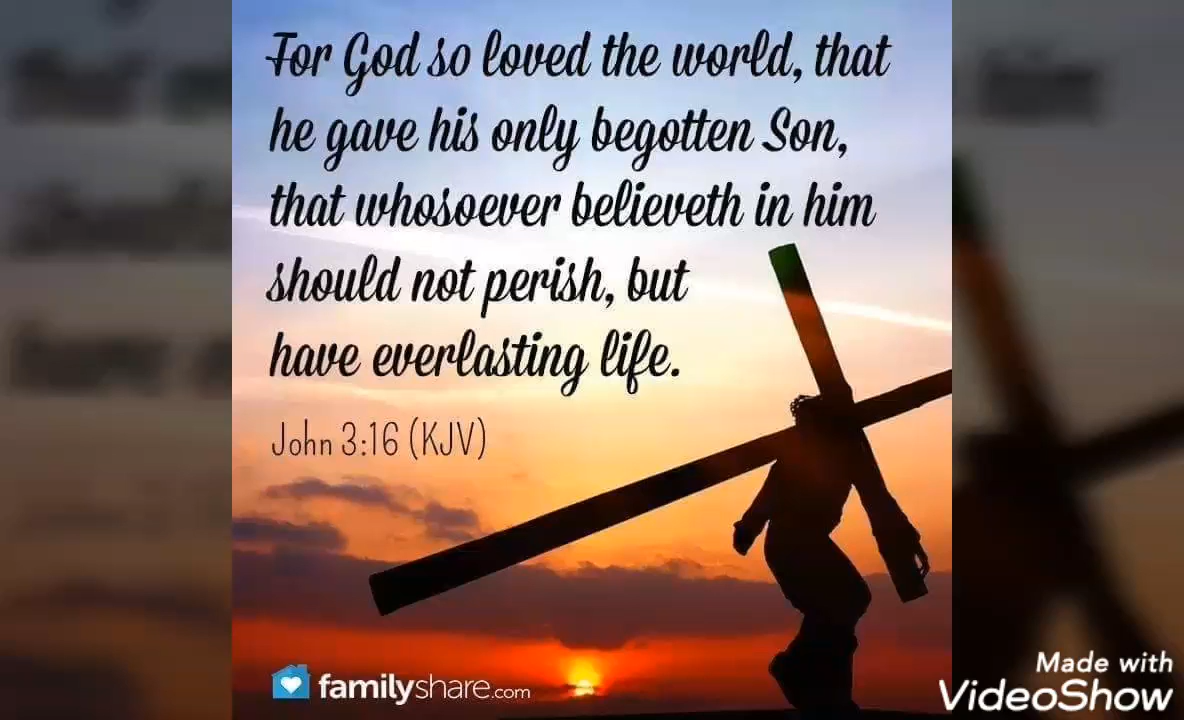 For God so loved the world, that
he gave his only begotten Son,
that whosoever believeth in him
should not perish, but
have everlasting life.
John 3:16 (KJV)
familyshare.com
Made with
VideoShow